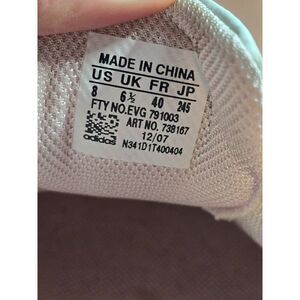 MADE IN CHINA
US UK FR JP
8 6½ 40 245
FTY NO.EVG 791003
ART NO. 738167
12/07
adidas
N341D1T400404